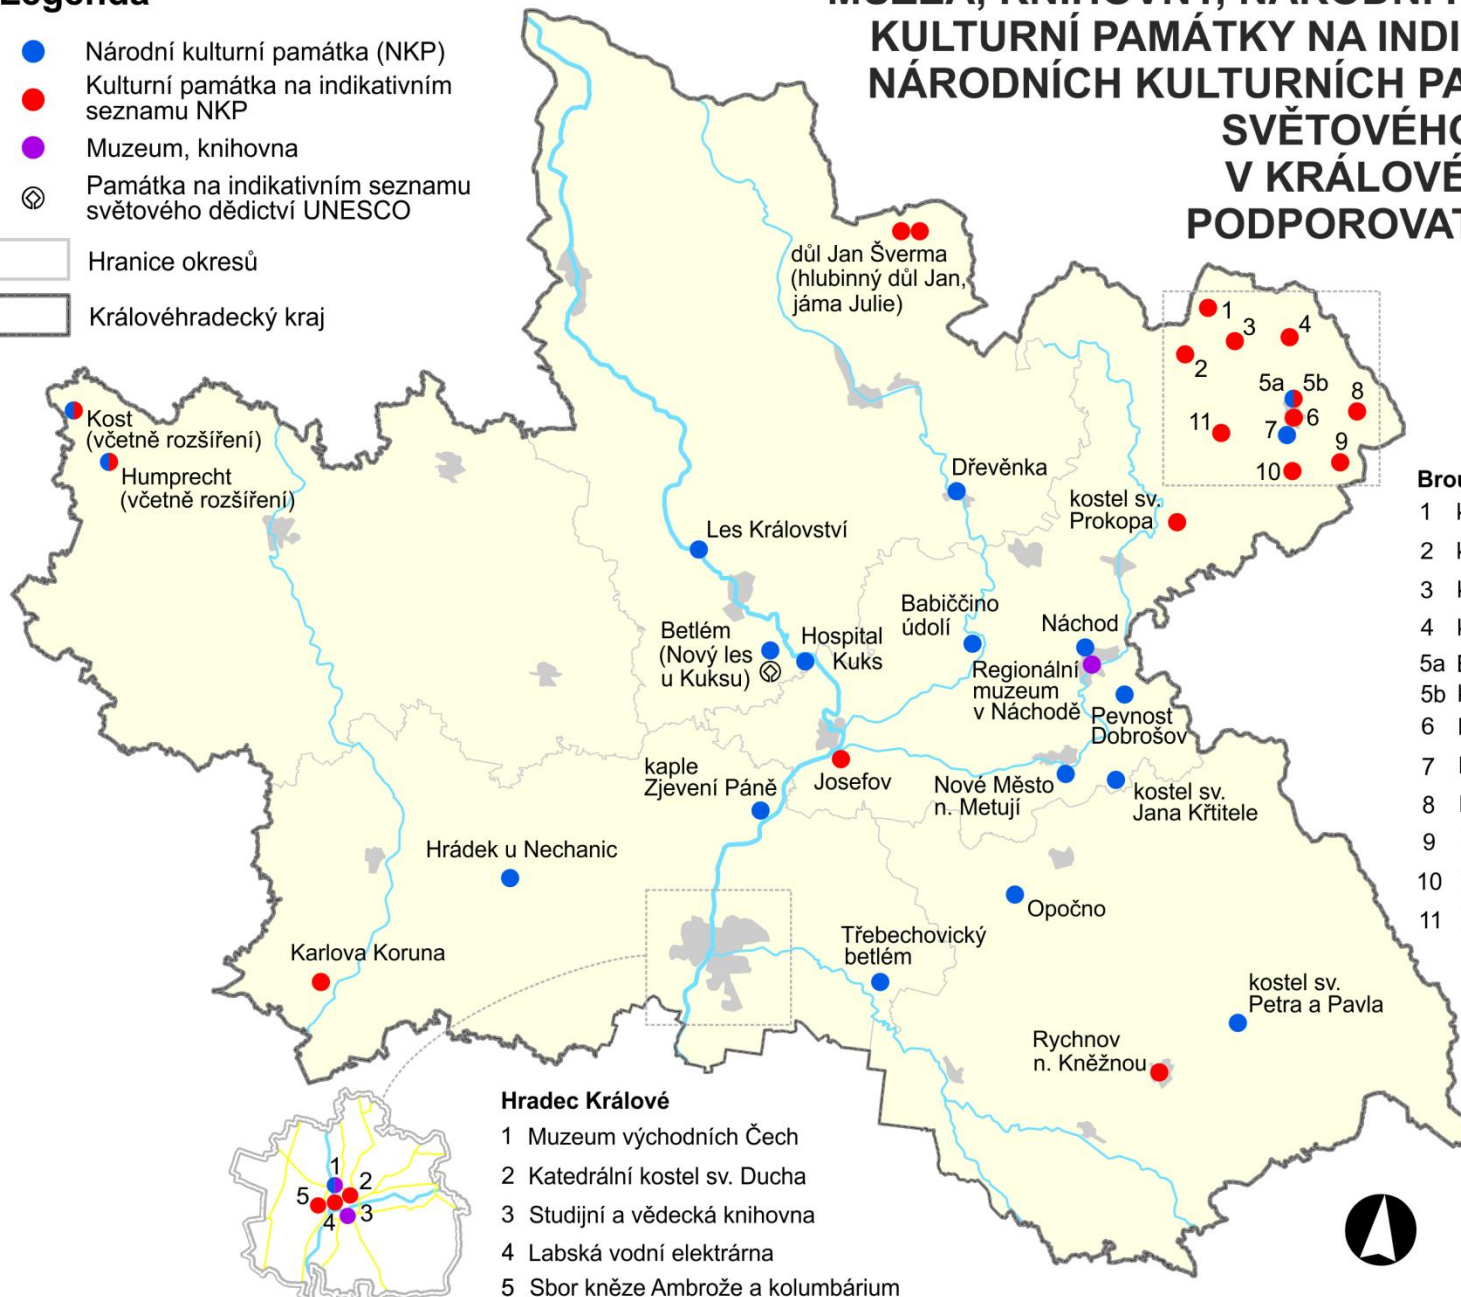 Legenda
Národní kulturní památka (NKP)
Kulturní památka na indikativním
seznamu NKP
Muzeum, knihovna
Památka na indikativním seznamu
světového dědictví UNESCO
Hranice okresů
Královéhradecký kraj
KULTURNÍ PAMÁTKY NA INDI
NÁRODNÍCH KULTURNÍCH PA
SVĚTOVÉHO
V KRÁLOVÉ
PODPOROVAT
důl Jan Šverma
(hlubinný důl Jan,
jáma Julie)
1
3
4
2
5a 5b
8
11
6
7
9
10
Kost
(včetně rozšíření)
Humprecht
(včetně rozšíření)
Dřevěnka
kostel sv.
Prokopa
Les Království
Babiččino
údolí
Náchod
Betlém
(Nový les
u Kuksu)
Hospital
Kuks
Regionální
muzeum
v Náchodě
Pevnost
Dobrošov
kaple
Zjevení Páně
Josefov
Nové Město
n. Metují
kostel sv.
Jana Křtitele
Hrádek u Nechanic
Opočno
Karlova Koruna
Třebechovický
betlém
kostel sv.
Petra a Pavla
Rychnov
n. Kněžnou
Brou
1
2
3
4
5a
5b
6
7
8
9
10
11
Hradec Králové
1 Muzeum východních Čech
2 Katedrální kostel sv. Ducha
3 Studijní a vědecká knihovna
4 Labská vodní elektrárna
5 Sbor kněze Ambrože a kolumbárium
1
2
5
3
4